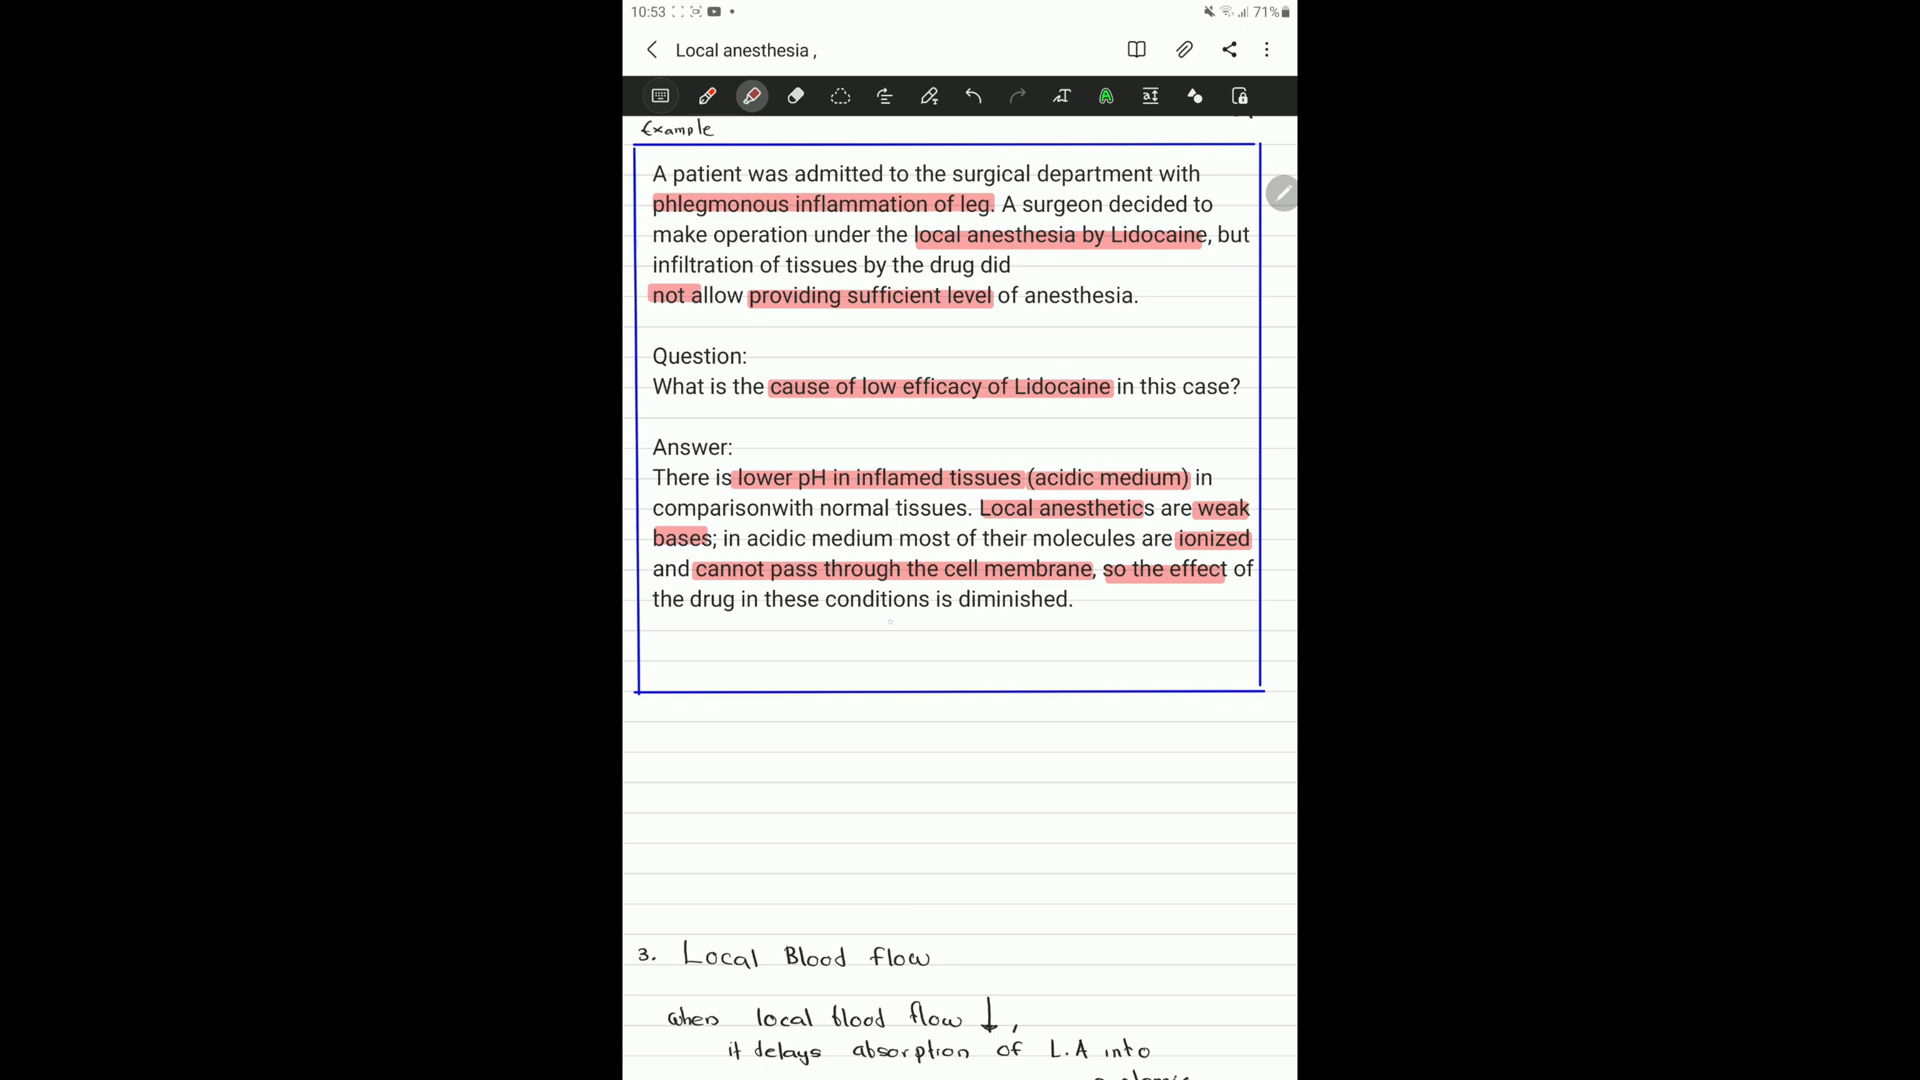 10:53
71%
Local anesthesia ,
Example
A patient was admitted to the surgical department with
phlegmonous inflammation of leg. A surgeon decided to
make operation under the local anesthesia by Lidocaine, but
infiltration of tissues by the drug did
not allow providing sufficient level of anesthesia.
Question:
What is the cause of low efficacy of Lidocaine in this case?
Answer:
There is lower pH in inflamed tissues (acidic medium) in
comparisonwith normal tissues. Local anesthetics are weak
bases; in acidic medium most of their molecules are ionized
and cannot pass through the cell membrane, so the effect of
the drug in these conditions is diminished.
3. Local Blood flow
when local blood flow ↓,
it delays absorption of L.A into